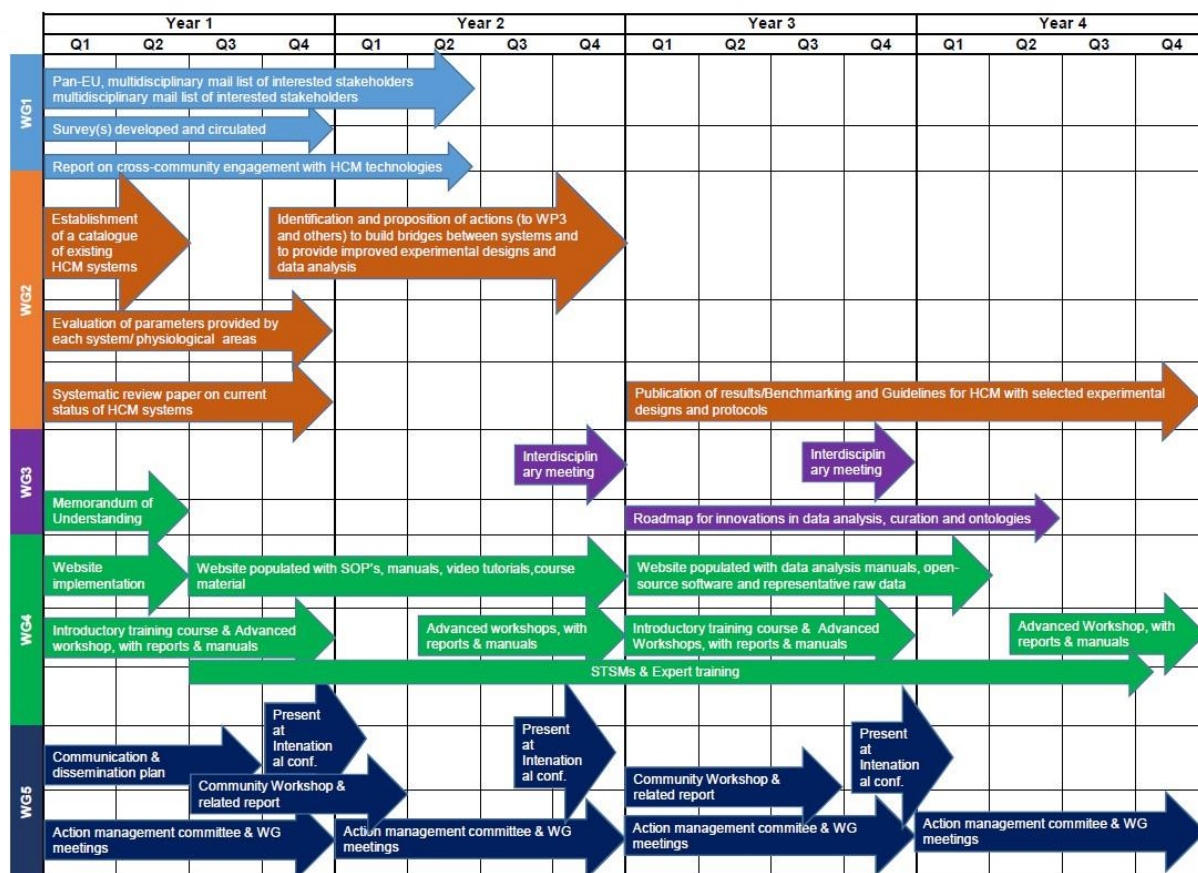 Year 1
Year 2
Year 3
Year 4
Q1 Q2 Q3 Q4 Q1 Q2 Q3 Q4 Q1 Q2 Q3 Q4 Q1 Q2 Q3 Q4
WG1
Pan-EU, multidisciplinary mail list of interested stakeholders
multidisciplinary mail list of interested stakeholders
Survey(s) developed and circulated
Report on cross-community engagement with HCM technologies
WG2
Establishment
of a catalogue
of existing
HCM systems
Identification and proposition of actions (to WP3
and others) to build bridges between systems and
to provide improved experimental designs and
data analysis
Evaluation of parameters provided by
each system/ physiological areas
Systematic review paper on current
status of HCM systems
Publication of results/Benchmarking and Guidelines for HCM with selected experimental
designs and protocols
WG3
Interdisciplin
ary meeting
Interdisciplin
ary meeting
Memorandum of
Understanding
Roadmap for innovations in data analysis, curation and ontologies
WG4
Website
implementation
Website populated with SOP's, manuals, video tutorials,course
material
Website populated with data analysis manuals, open-
source software and representative raw data
Introductory training course & Advanced
workshop, with reports & manuals
Advanced workshops, with
reports & manuals
Introductory training course & Advanced
Workshops, with reports & manuals
Advanced Workshop, with
reports & manuals
STSMs & Expert training
WG5
Present
at
Intenation
al conf.
Present
at
Intenation
al conf.
Present
at
Intenation
al conf.
Communication &
dissemination plan
Community Workshop &
related report
Community Workshop &
related report
Action management committee & WG
meetings
Action management committee & WG
meetings
Action management commitee & WG
meetings
Action management committee & WG
meetings